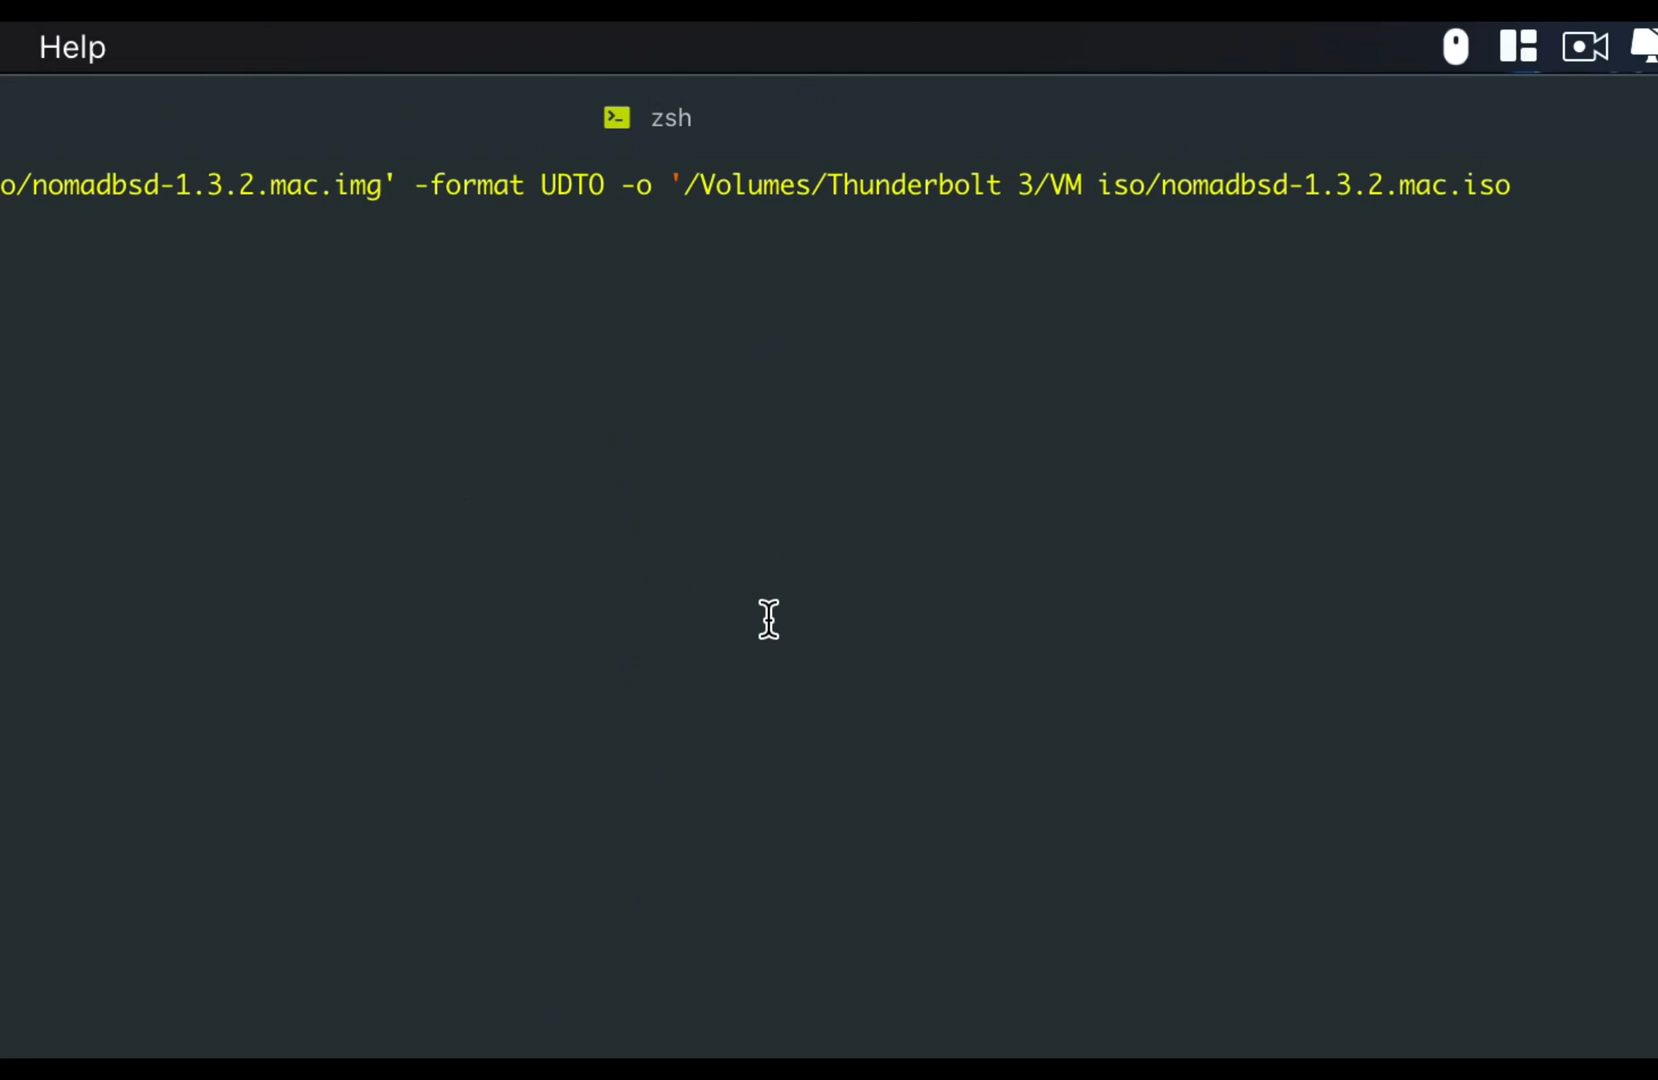 Help
zsh
o/nomadbsd-1.3.2.mac.img' -format UDTO -o '/Volumes/Thunderbolt 3/VM iso/nomadbsd-1.3.2.mac.iso